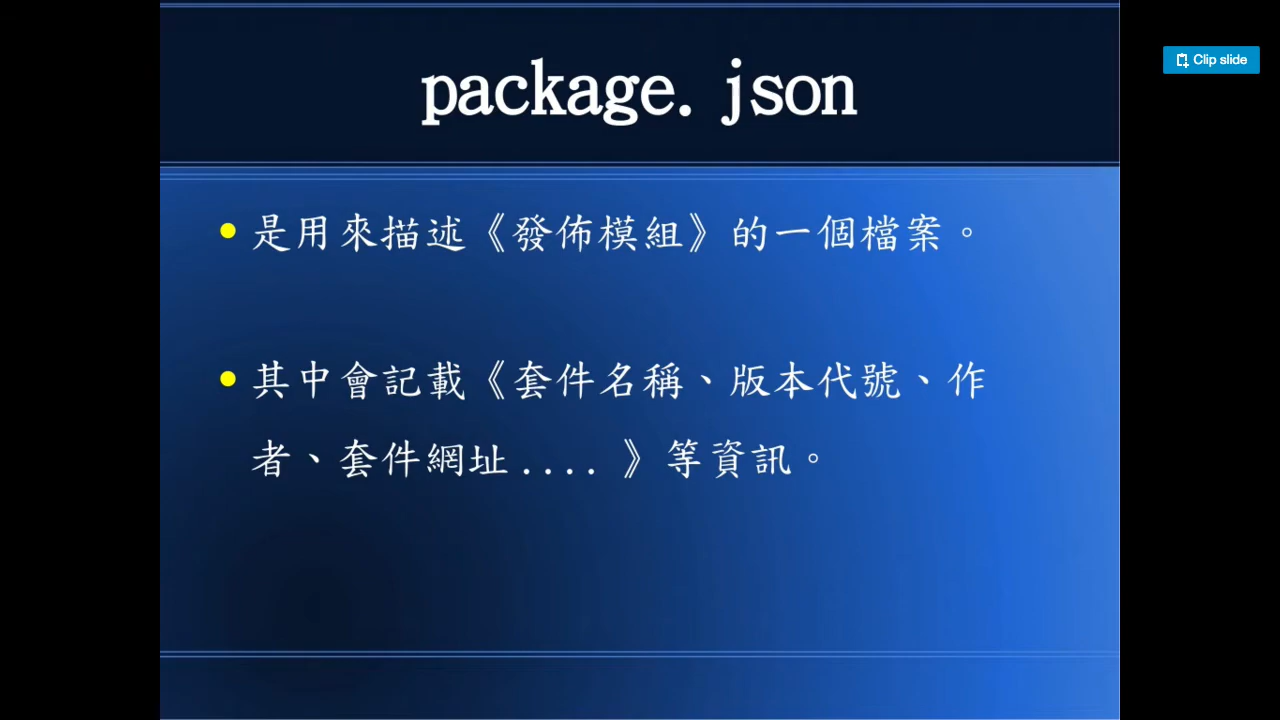 package.json
Clip slide
是用來描述《發佈模組》的一個檔案。
其中會記載《套件名稱、版本代號、作
者、套件網址....》等資訊。